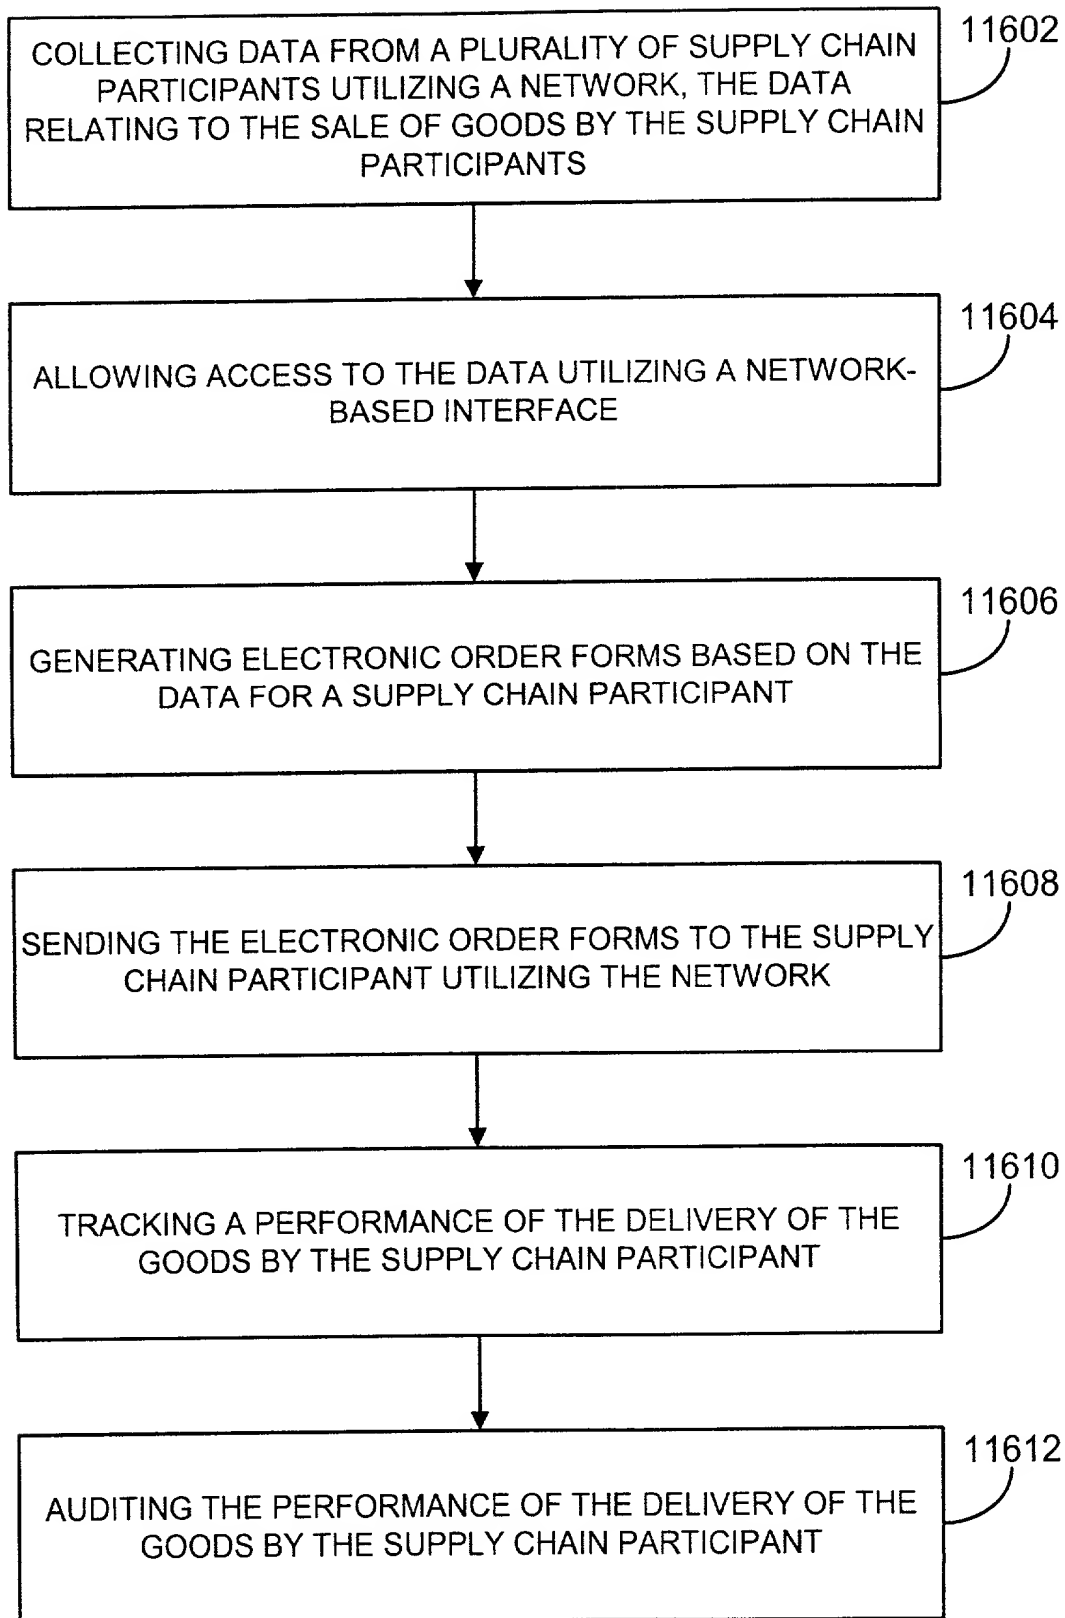 11602
COLLECTING DATA FROM A PLURALITY OF SUPPLY CHAIN
PARTICIPANTS UTILIZING A NETWORK, THE DATA
RELATING TO THE SALE OF GOODS BY THE SUPPLY CHAIN
PARTICIPANTS
11604
ALLOWING ACCESS TO THE DATA UTILIZING A NETWORK-
BASED INTERFACE
11606
GENERATING ELECTRONIC ORDER FORMS BASED ON THE
DATA FOR A SUPPLY CHAIN PARTICIPANT
11608
SENDING THE ELECTRONIC ORDER FORMS TO THE SUPPLY
CHAIN PARTICIPANT UTILIZING THE NETWORK
11610
TRACKING A PERFORMANCE OF THE DELIVERY OF THE
GOODS BY THE SUPPLY CHAIN PARTICIPANT
11612
AUDITING THE PERFORMANCE OF THE DELIVERY OF THE
GOODS BY THE SUPPLY CHAIN PARTICIPANT